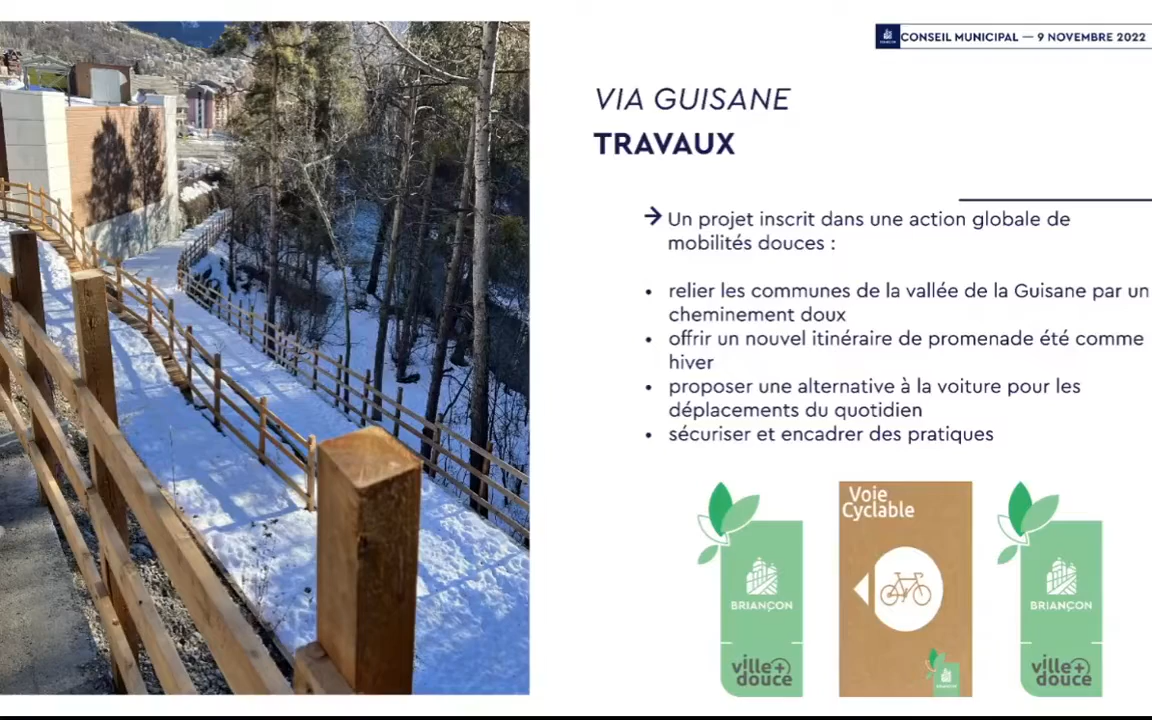 CONSEIL MUNICIPAL — 9 NOVEMBRE 2022
VIA GUISANE
TRAVAUX
→ Un projet inscrit dans une action globale de
mobilités douces :
• relier les communes de la vallée de la Guisane par un
cheminement doux
• offrir un nouvel itinéraire de promenade été comme
hiver
• proposer une alternative à la voiture pour les
déplacements du quotidien
• sécuriser et encadrer des pratiques
BRIANÇON
ville+
douce
Voie
Cyclable
BRIANÇON
ville+
douce